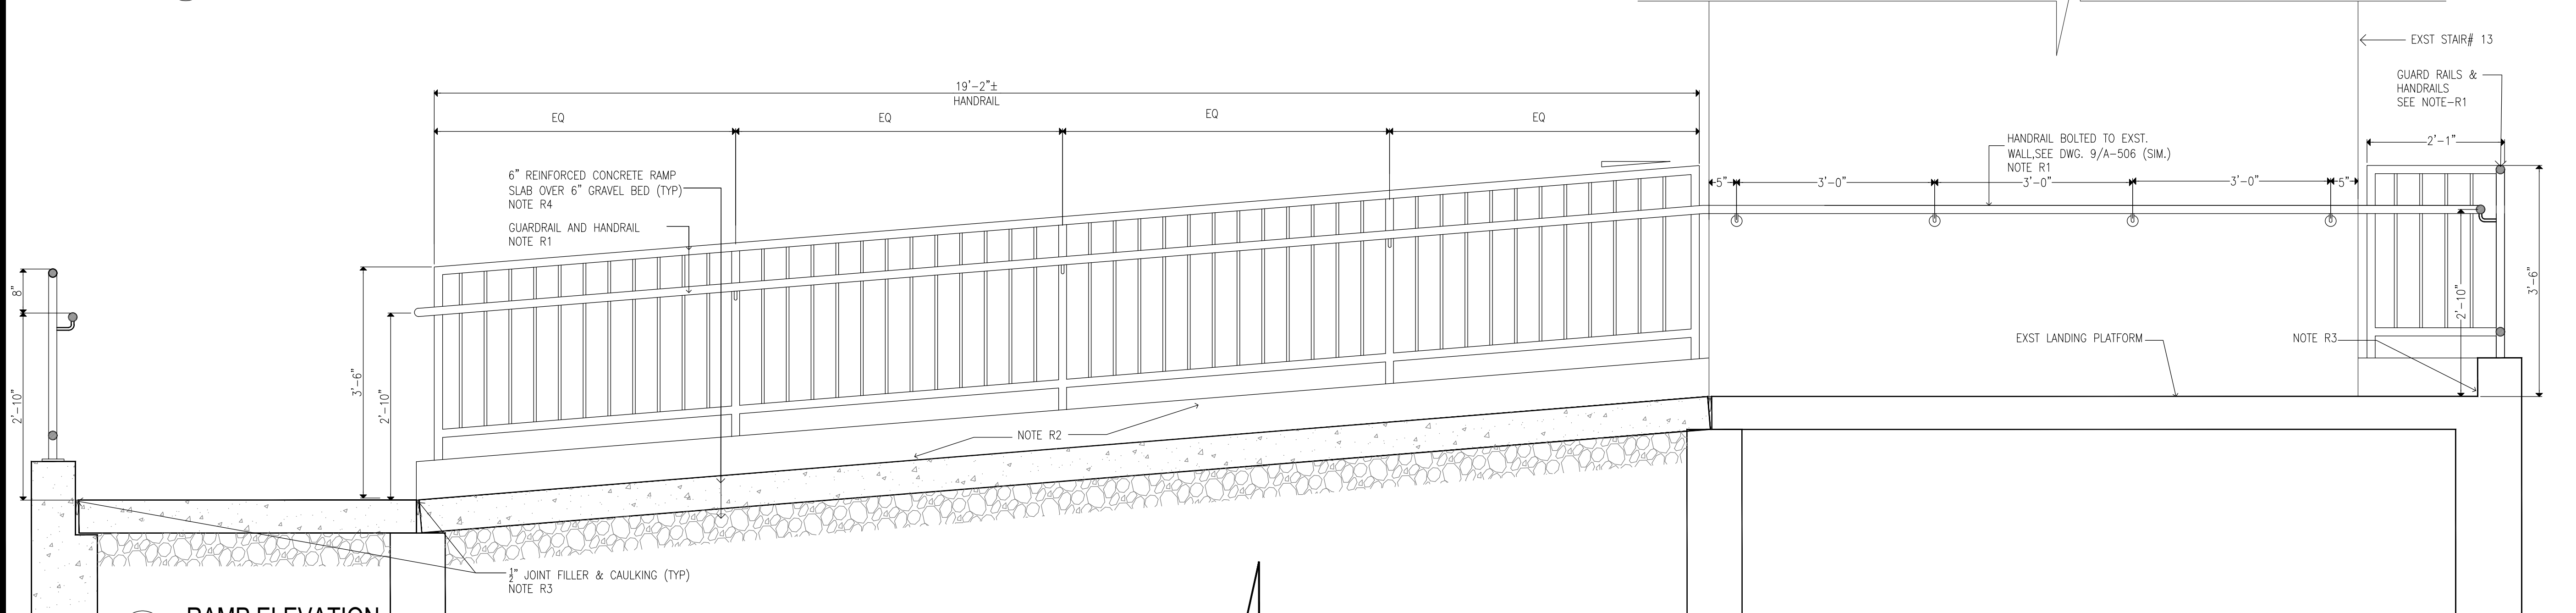 EXST STAIR# 13
GUARD RAILS &
HANDRAILS
SEE NOTE-R1
19'-2"±
HANDRAIL
EQ
EQ
EQ
EQ
HANDRAIL BOLTED TO EXST.
WALL,SEE DWG. 9/A-506 (SIM.)
NOTE R1
2'-1"
6" REINFORCED CONCRETE RAMP
SLAB OVER 6" GRAVEL BED (TYP)
NOTE R4
5"
3'-0"
3'-0"
3'-0"
5"
GUARDRAIL AND HANDRAIL
NOTE R1
8"
2'-10"
3'-6"
2'-10"
2'-10"
3'-6"
EXST LANDING PLATFORM
NOTE R3
NOTE R2
½" JOINT FILLER & CAULKING (TYP)
NOTE R3
RAMP ELEVATION